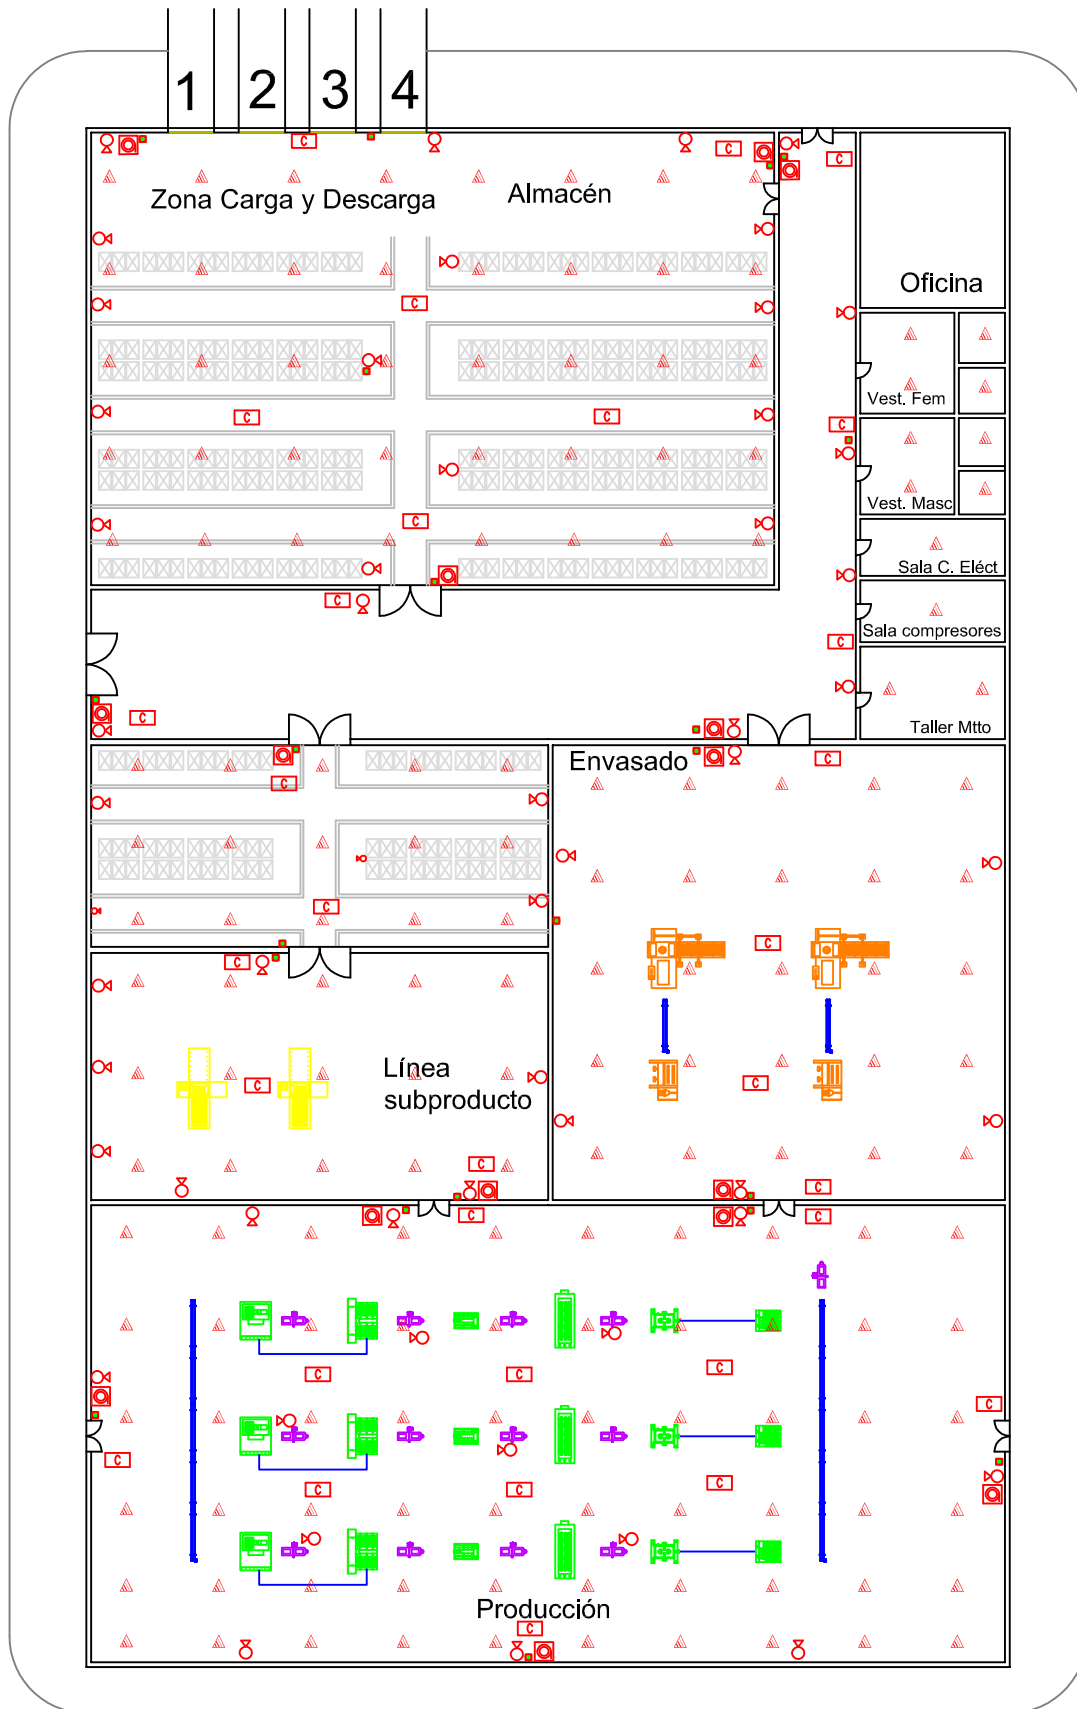 1 2 3 4
C
C
C
Zona Carga y Descarga
Almacén
Oficina
C
C
C
C
Vest. Fem
C
Vest. Masc
Sala C. Eléct
C
Sala compresores
C
C
Taller Mtto
Envasado
C
C
C
C
C
Línea
subproducto
C
C
C
C
C
C
C
C
C
C
C
C
C
C
Producción
C